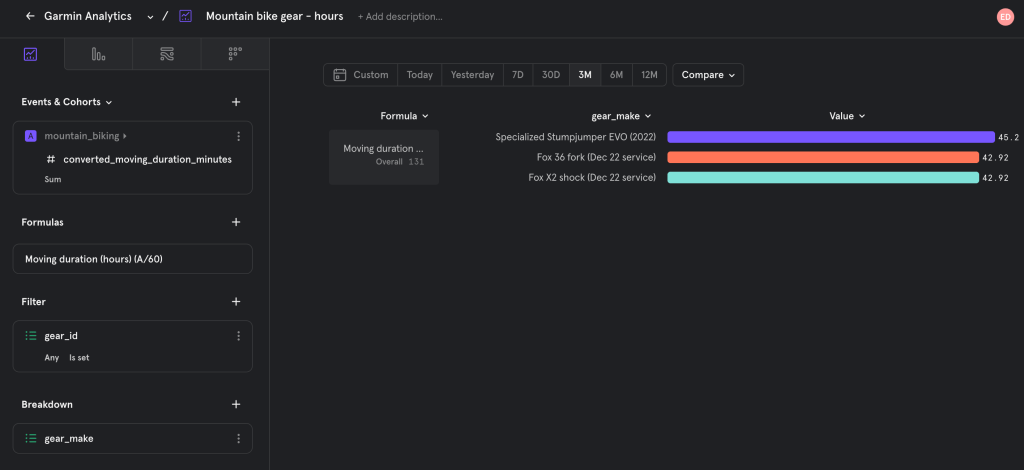 Garmin Analytics / Mountain bike gear - hours + Add description...
ED
Events & Cohorts
A mountain_biking
# converted_moving_duration_minutes
Sum
Formulas
Moving duration (hours) (A/60)
Filter
gear_id
Any Is set
Breakdown
gear_make
Custom Today Yesterday 7D 30D 3M 6M 12M Compare
Formula gear_make Value
Moving duration ...
Overall 131
Specialized Stumpjumper EVO (2022) 45.2
Fox 36 fork (Dec 22 service) 42.92
Fox X2 shock (Dec 22 service) 42.92